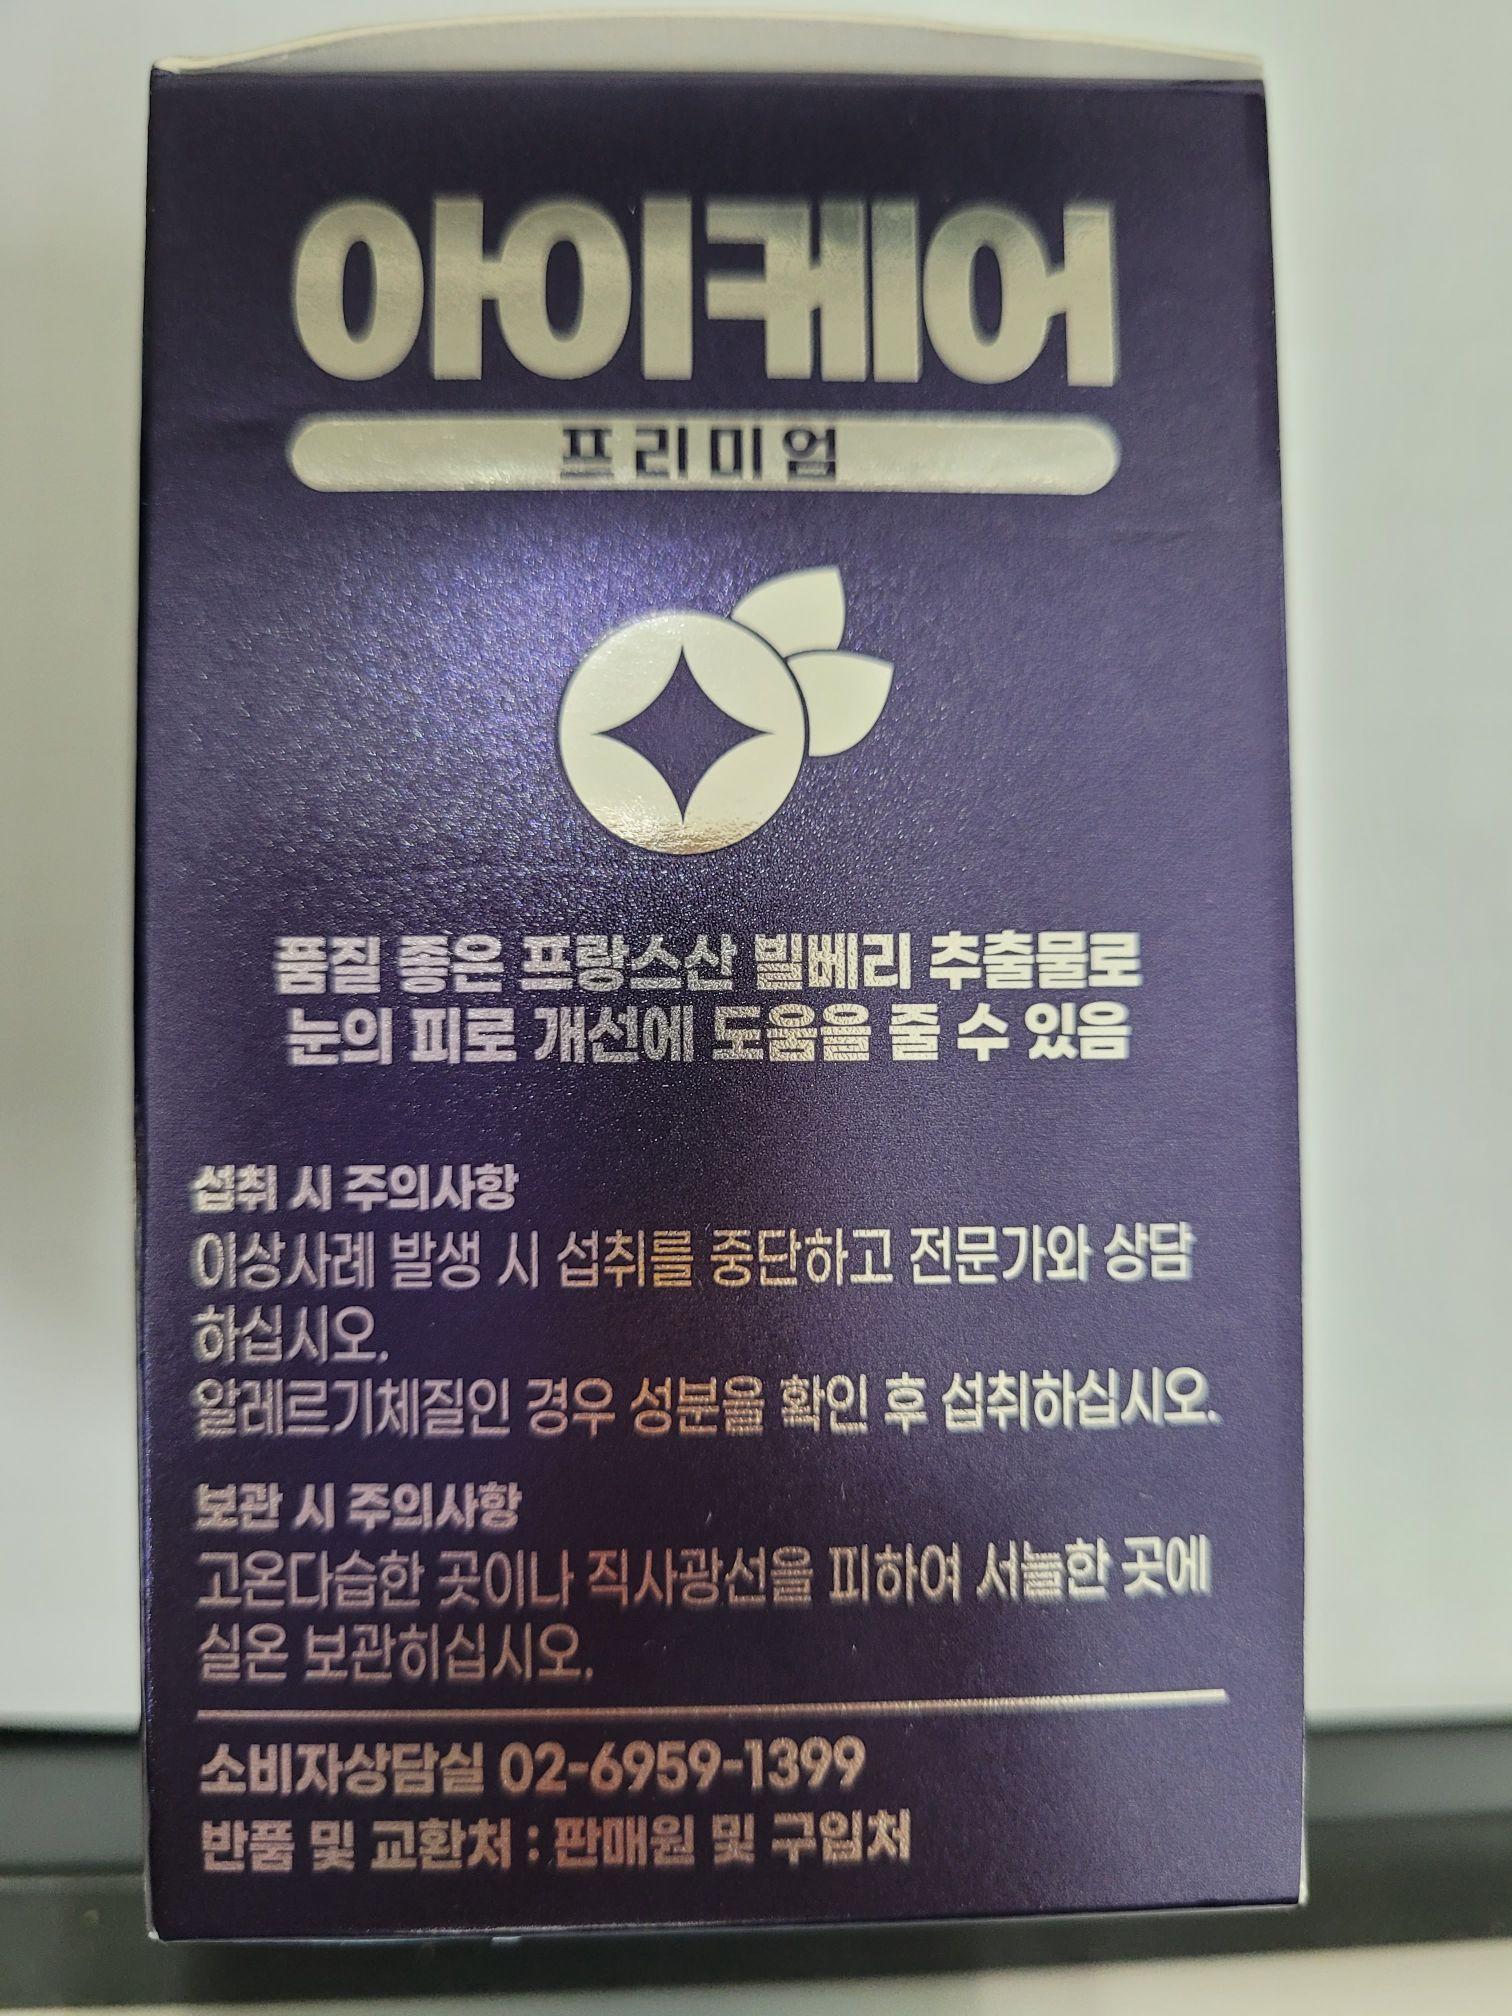 아이케어
프리미엄
품질 좋은 프랑스산 빌베리 추출물로
눈의 피로 개선에 도움을 줄 수 있음
섭취 시 주의사항
이상사례 발생 시 섭취를 중단하고 전문가와 상담
하십시오.
알레르기체질인 경우 성분을 확인 후 섭취하십시오.
보관 시 주의사항
고온다습한 곳이나 직사광선을 피하여 서늘한 곳에
실온 보관히십시오.
소비자상담실 02-6959-1399
반품 및 교환처 : 판매원 및 구입처